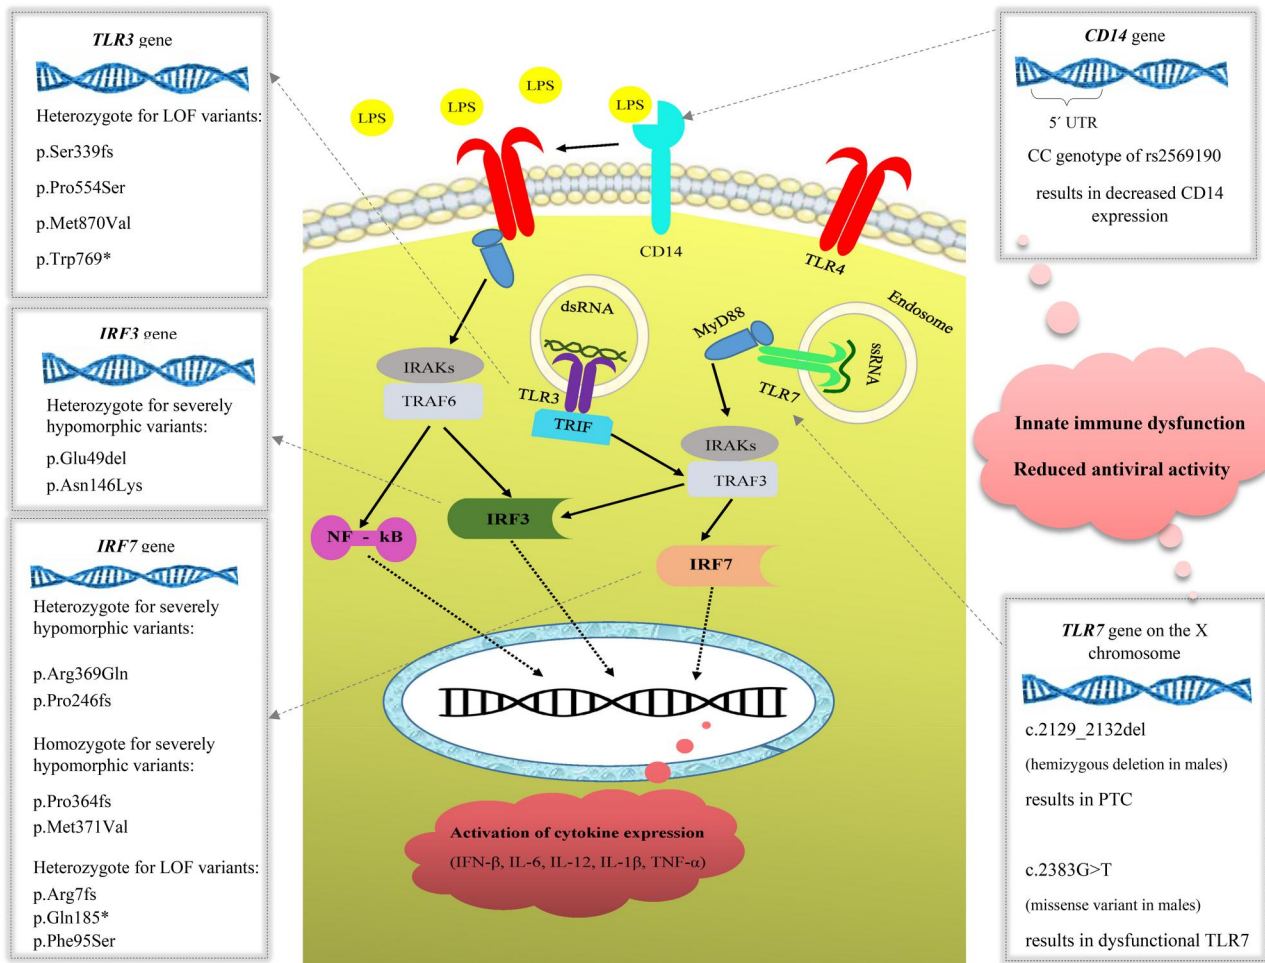 TLR3 gene
Heterozygote for LOF variants:
p.Ser339fs
p.Pro554Ser
p.Met870Val
p.Trp769*
IRF3 gene
Heterozygote for severely
hypomorphic variants:
p.Glu49del
p.Asn146Lys
IRF7 gene
Heterozygote for severely
hypomorphic variants:
p.Arg369Gln
p.Pro246fs
Homozygote for severely
hypomorphic variants:
p.Pro364fs
p.Met371Val
Heterozygote for LOF variants:
p.Arg7fs
p.Gln185*
p.Phe95Ser
LPS
LPS
LPS
LPS
CD14
TLR4
dsRNA
TLR3
TRIF
MyD88
Endosome
ssRNA
TLR7
IRAKs
TRAF6
IRAKs
TRAF3
NF - kB
IRF3
IRF7
Activation of cytokine expression
(IFN-β, IL-6, IL-12, IL-1β, TNF-α)
CD14 gene
5´ UTR
CC genotype of rs2569190
results in decreased CD14
expression
Innate immune dysfunction
Reduced antiviral activity
TLR7 gene on the X
chromosome
c.2129_2132del
(hemizygous deletion in males)
results in PTC
c.2383G>T
(missense variant in males)
results in dysfunctional TLR7